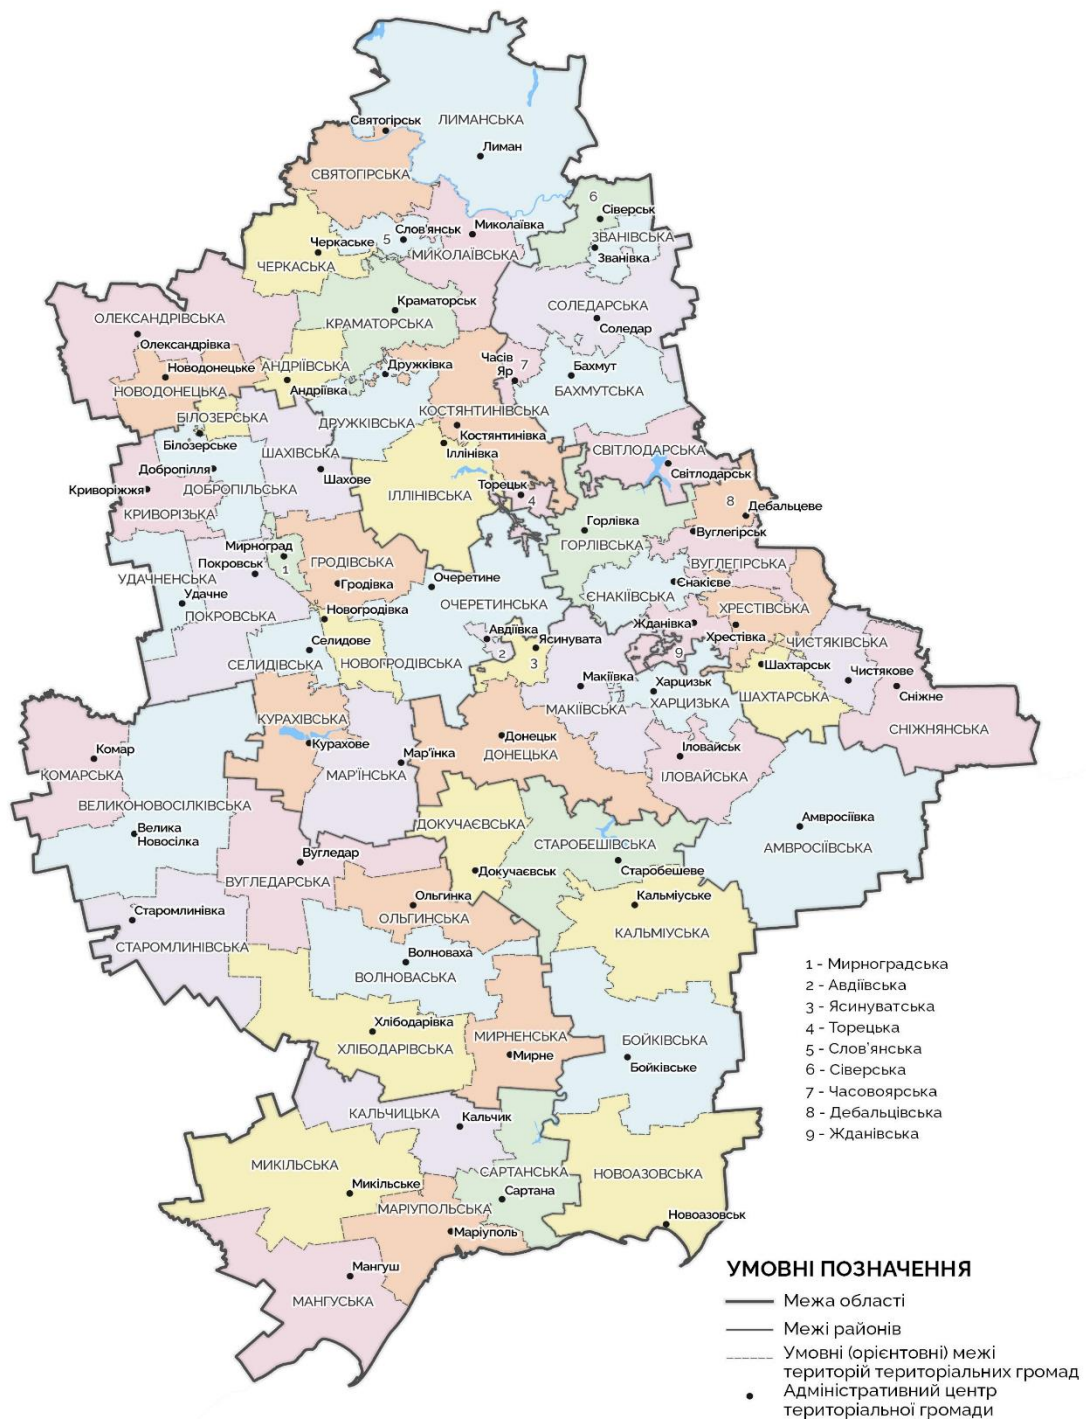 Святогірськ
ЛИМАНСЬКА
Лиман
СВЯТОГІРСЬКА
6
Сіверськ
Миколаївка
Слов'янськ
5
ЗВАНІВСЬКА
Черкаське
Званівка
МИКОЛАЇВСЬКА
ЧЕРКАСЬКА
Краматорськ
СОЛЕДАРСЬКА
ОЛЕКСАНДРІВСЬКА
КРАМАТОРСЬКА
Соледар
Олександрівка
Часів
Яр
7
Новодонецьке
АНДРІЇВСЬКА
Дружківка
Бахмут
НОВОДОНЕЦЬКА
Андріївка
БАХМУТСЬКА
БІЛОЗЕРСЬКА
ДРУЖКІВСЬКА
КОСТЯНТИНІВСЬКА
Білозерське
Костянтинівка
ШАХІВСЬКА
Іллінівка
СВІТЛОДАРСЬКА
Добропілля
Шахове
Світлодарськ
Криворіжжя
ДОБРОПІЛЬСЬКА
ІЛЛІНІВСЬКА
Торецьк
4
8
КРИВОРІЗЬКА
Дебальцеве
Горлівка
Вуглегірськ
Мирноград
ГОРЛІВСЬКА
Покровськ
1
ГРОДІВСЬКА
ВУГЛЕГІРСЬКА
УДАЧНЕНСЬКА
Гродівка
Очеретине
Єнакієве
Удачне
ЄНАКІЇВСЬКА
ПОКРОВСЬКА
Новогродівка
ОЧЕРЕТИНСЬКА
ХРЕСТІВСЬКА
Жданівка
Хрестівка
Авдіївка
Ясинувата
ЧИСТЯКІВСЬКА
Селидове
2
3
9
СЕЛИДІВСЬКА
НОВОГРОДІВСЬКА
Шахтарськ
Макіївка
Харцизьк
Чистякове
Сніжне
МАКІЇВСЬКА
ХАРЦИЗЬКА
ШАХТАРСЬКА
КУРАХІВСЬКА
СНІЖНЯНСЬКА
Комар
Курахове
Донецьк
Іловайськ
КОМАРСЬКА
Мар'їнка
ДОНЕЦЬКА
МАР'ЇНСЬКА
ІЛОВАЙСЬКА
ВЕЛИКОНОВОСІЛКІВСЬКА
Велика
Новосілка
ДОКУЧАЄВСЬКА
Амвросіївка
СТАРОБЕШІВСЬКА
АМВРОСІЇВСЬКА
Вугледар
Докучаєвськ
Старобешеве
ВУГЛЕДАРСЬКА
Ольгинка
Кальміуське
Старомлинівка
ОЛЬГИНСЬКА
КАЛЬМІУСЬКА
СТАРОМЛИНІВСЬКА
Волноваха
ВОЛНОВАСЬКА
Хлібодарівка
МИРНЕНСЬКА
БОЙКІВСЬКА
ХЛІБОДАРІВСЬКА
Мирне
Бойківське
КАЛЬЧИЦЬКА
Кальчик
МИКІЛЬСЬКА
САРТАНСЬКА
НОВОАЗОВСЬКА
Микільське
Сартана
МАРІУПОЛЬСЬКА
Новоазовськ
Маріуполь
Мангуш
МАНГУСЬКА
1 - Мирноградська
2 - Авдіївська
3 - Ясинуватська
4 - Торецька
5 - Слов'янська
6 - Сіверська
7 - Часовоярська
8 - Дебальцівська
9 - Жданівська
УМОВНІ ПОЗНАЧЕННЯ
Межа області
Межі районів
Умовні (орієнтовні) межі
територій територіальних громад
Адміністративний центр
територіальної громади